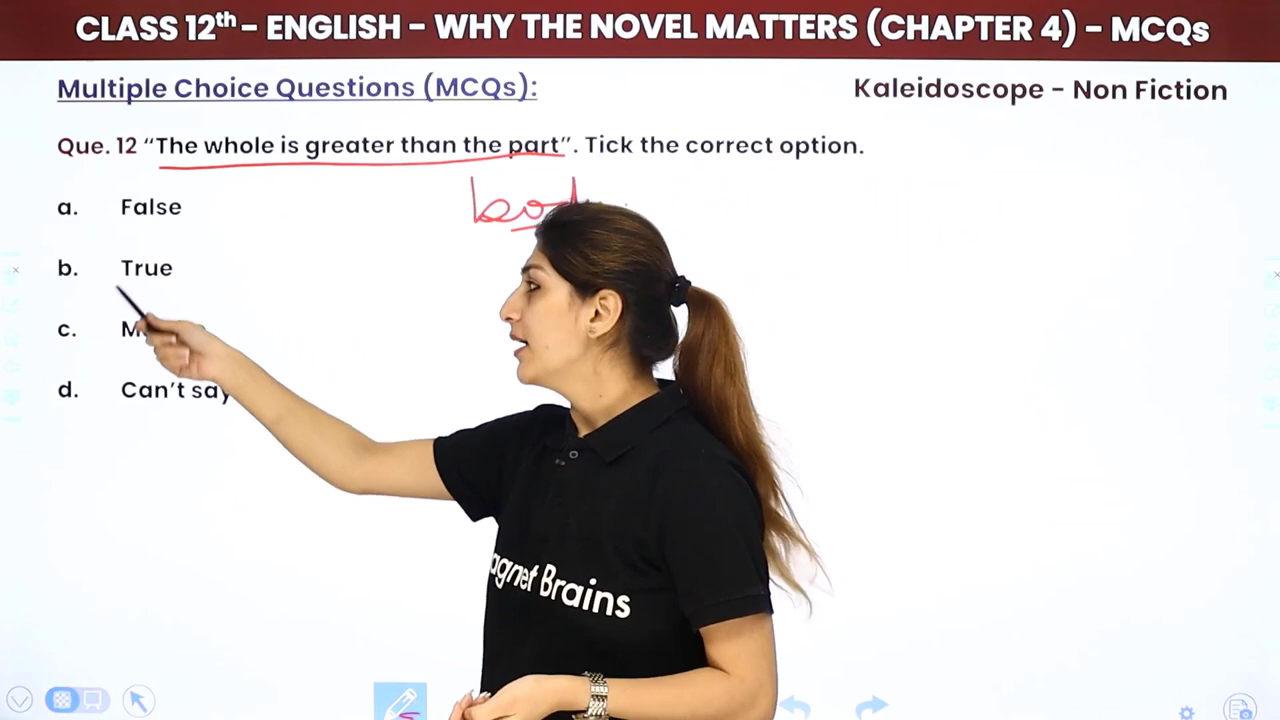 CLASS 12th - ENGLISH - WHY THE NOVEL MATTERS (CHAPTER 4) - MCQs
Multiple Choice Questions (MCQs): Kaleidoscope - Non Fiction
Que. 12 “The whole is greater than the part”. Tick the correct option.
a. False
b. True
c.
d. Can’t say
Brains